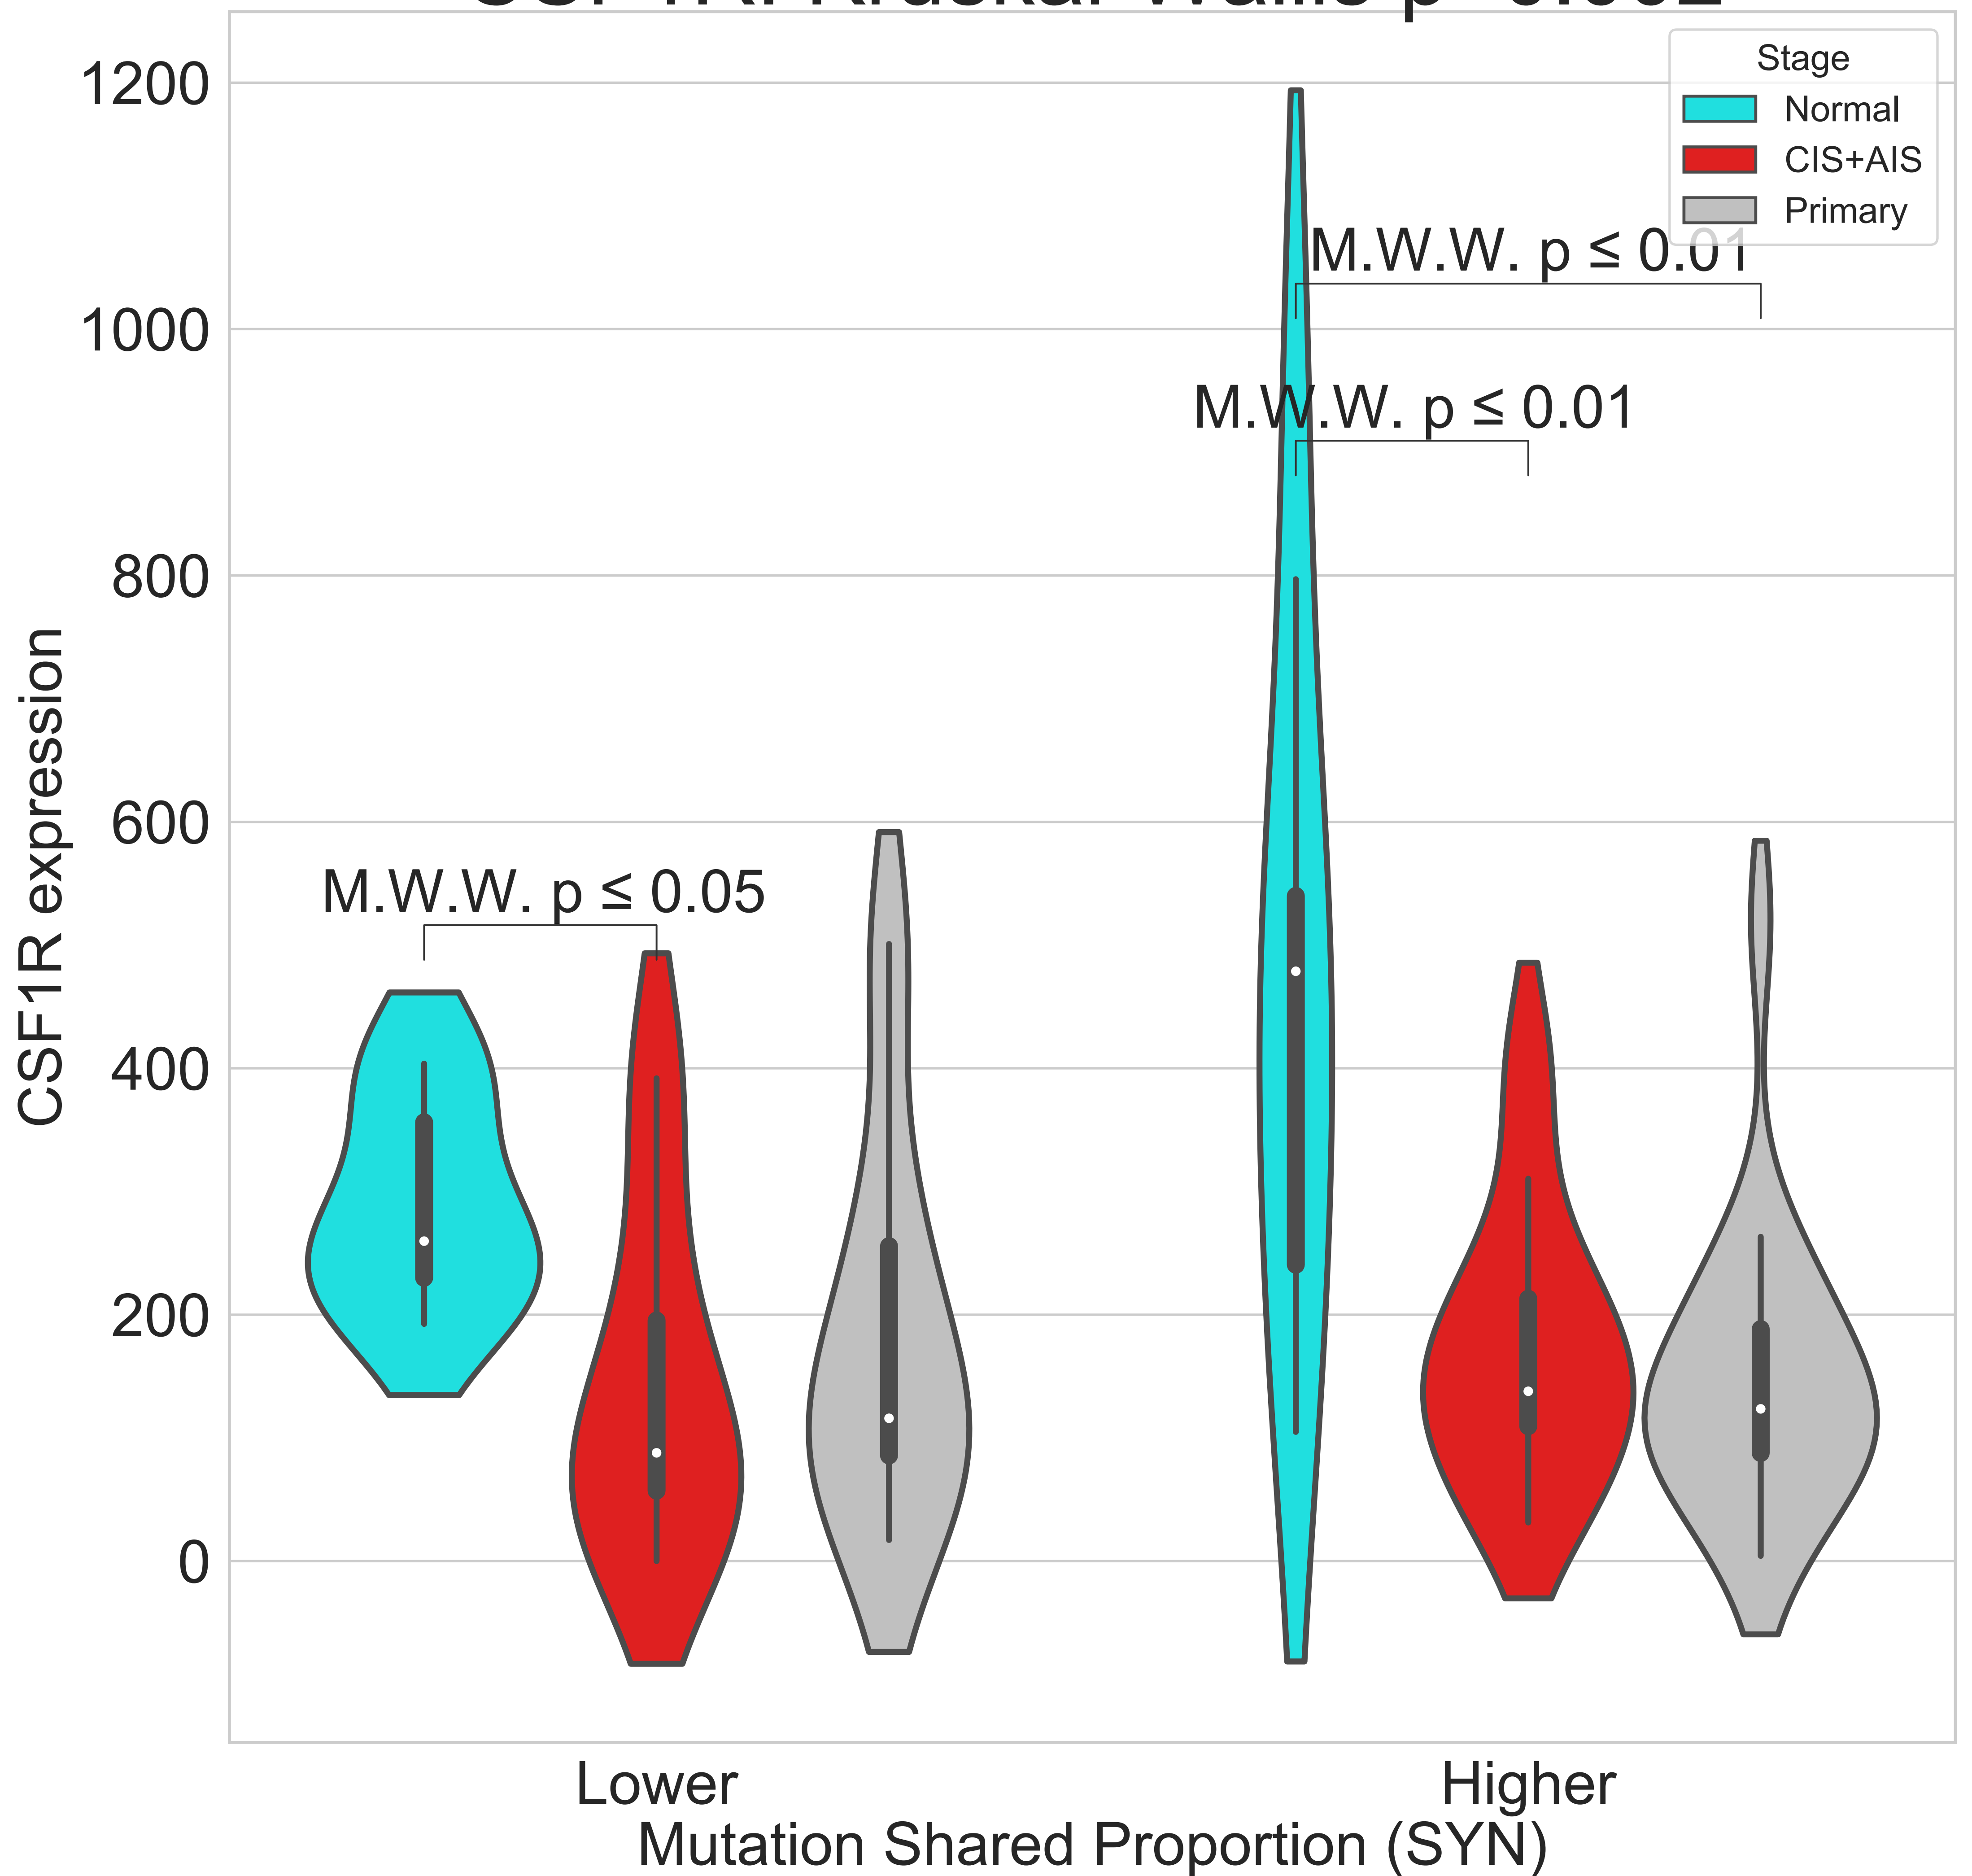 1200
1000
800
600
400
200
0
CSF1R expression
Stage
Normal
CIS+AIS
Primary
M.W.W. p ≤ 0.01
M.W.W. p ≤ 0.01
M.W.W. p ≤ 0.05
Lower
Higher
Mutation Shared Proportion (SYN)